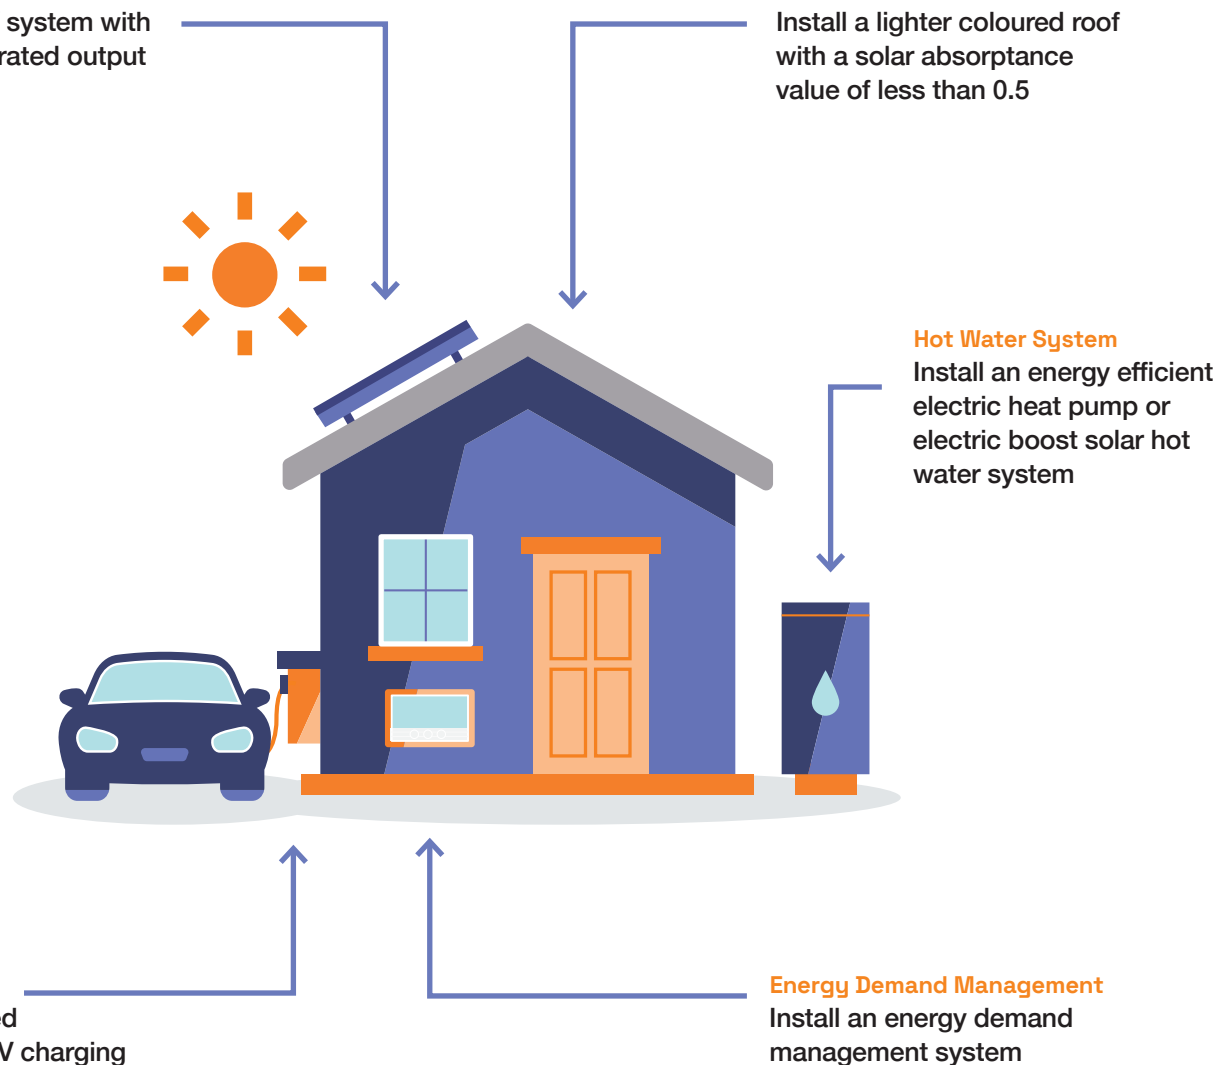 system with
rated output
Install a lighter coloured roof
with a solar absorptance
value of less than 0.5
Hot Water System
Install an energy efficient
electric heat pump or
electric boost solar hot
water system
charging
Energy Demand Management
Install an energy demand
management system